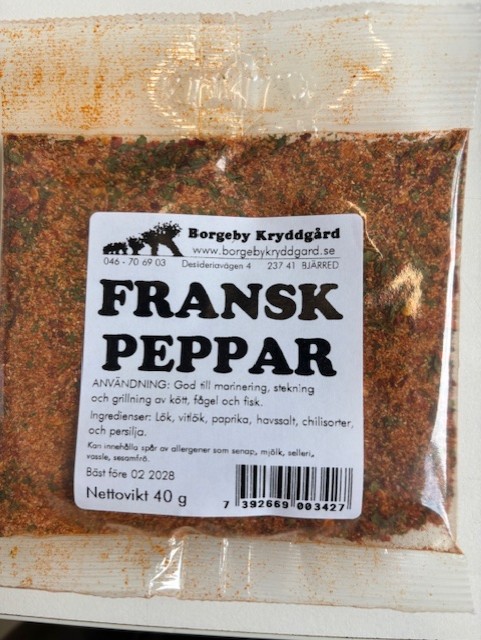 Borgeby Kryddgård
www.borgebykryddgard.se
046 - 70 69 03 Desideriavägen 4 237 41 BJÄRRED
FRANSK
PEPPAR
ANVÄNDNING: God till marinering, stekning
och grillning av kött, fågel och fisk.
Ingredienser: Lök, vitlök, paprika, havssalt, chilisorter,
och persilja.
Kan innehålla spår av allergener som senap, mjölk, selleri,
vassle, sesamfrö.
Bäst före 02 2028
Nettovikt 40 g
7 392669 003427